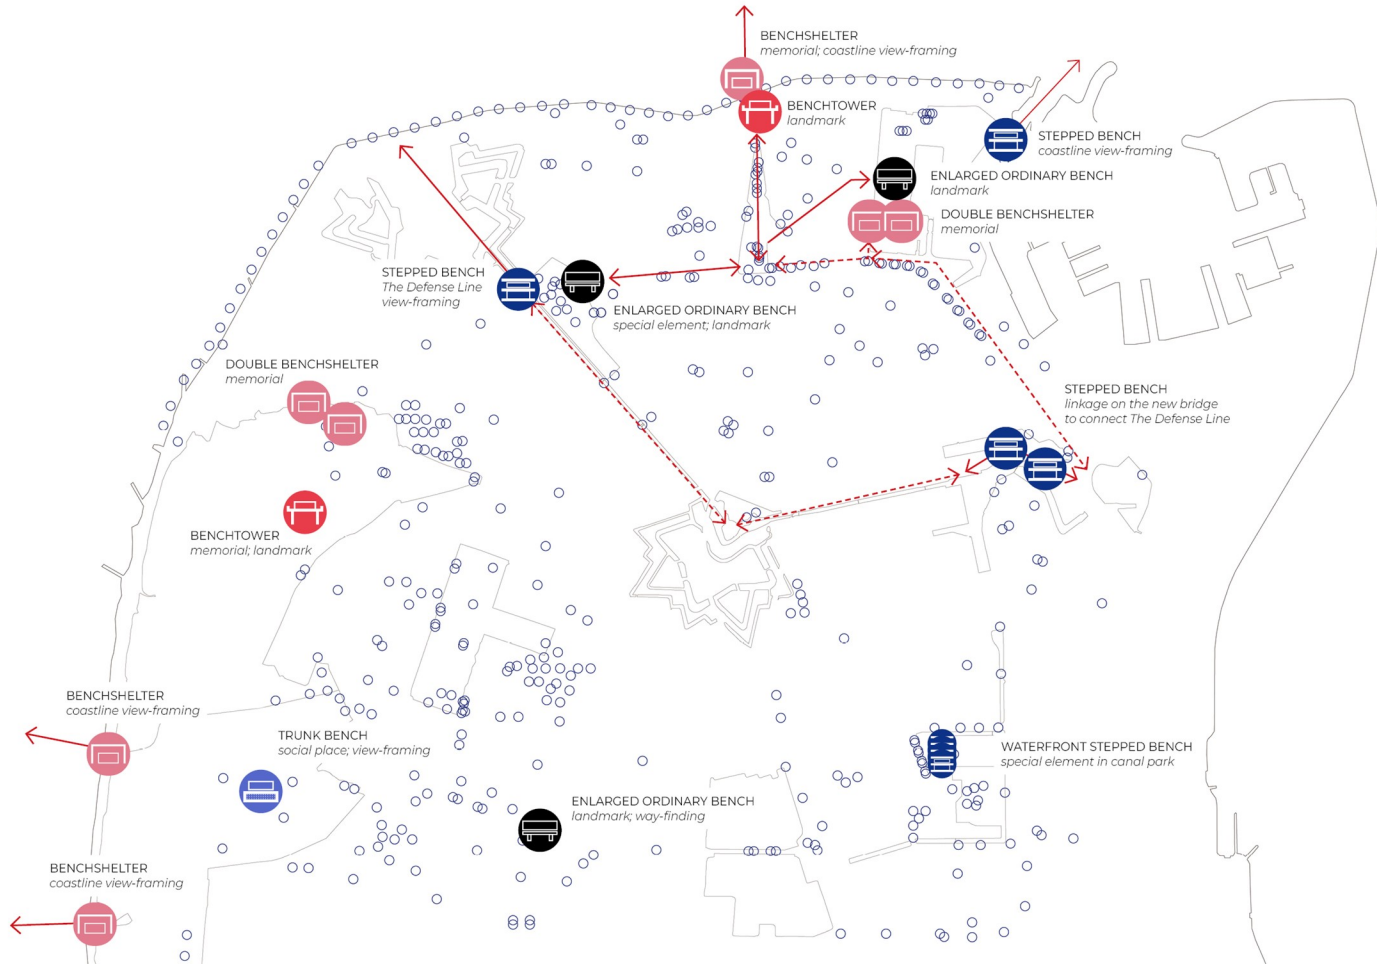 BENCHSHELTER
memorial; coastline view-framing
BENCHTOWER
landmark
STEPPED BENCH
coastline view-framing
ENLARGED ORDINARY BENCH
landmark
DOUBLE BENCHSHELTER
memorial
STEPPED BENCH
The Defense Line
view-framing
ENLARGED ORDINARY BENCH
special element; landmark
DOUBLE BENCHSHELTER
memorial
STEPPED BENCH
linkage on the new bridge
to connect The Defense Line
BENCHTOWER
memorial; landmark
BENCHSHELTER
coastline view-framing
TRUNK BENCH
social place; view-framing
WATERFRONT STEPPED BENCH
special element in canal park
ENLARGED ORDINARY BENCH
landmark; way-finding
BENCHSHELTER
coastline view-framing